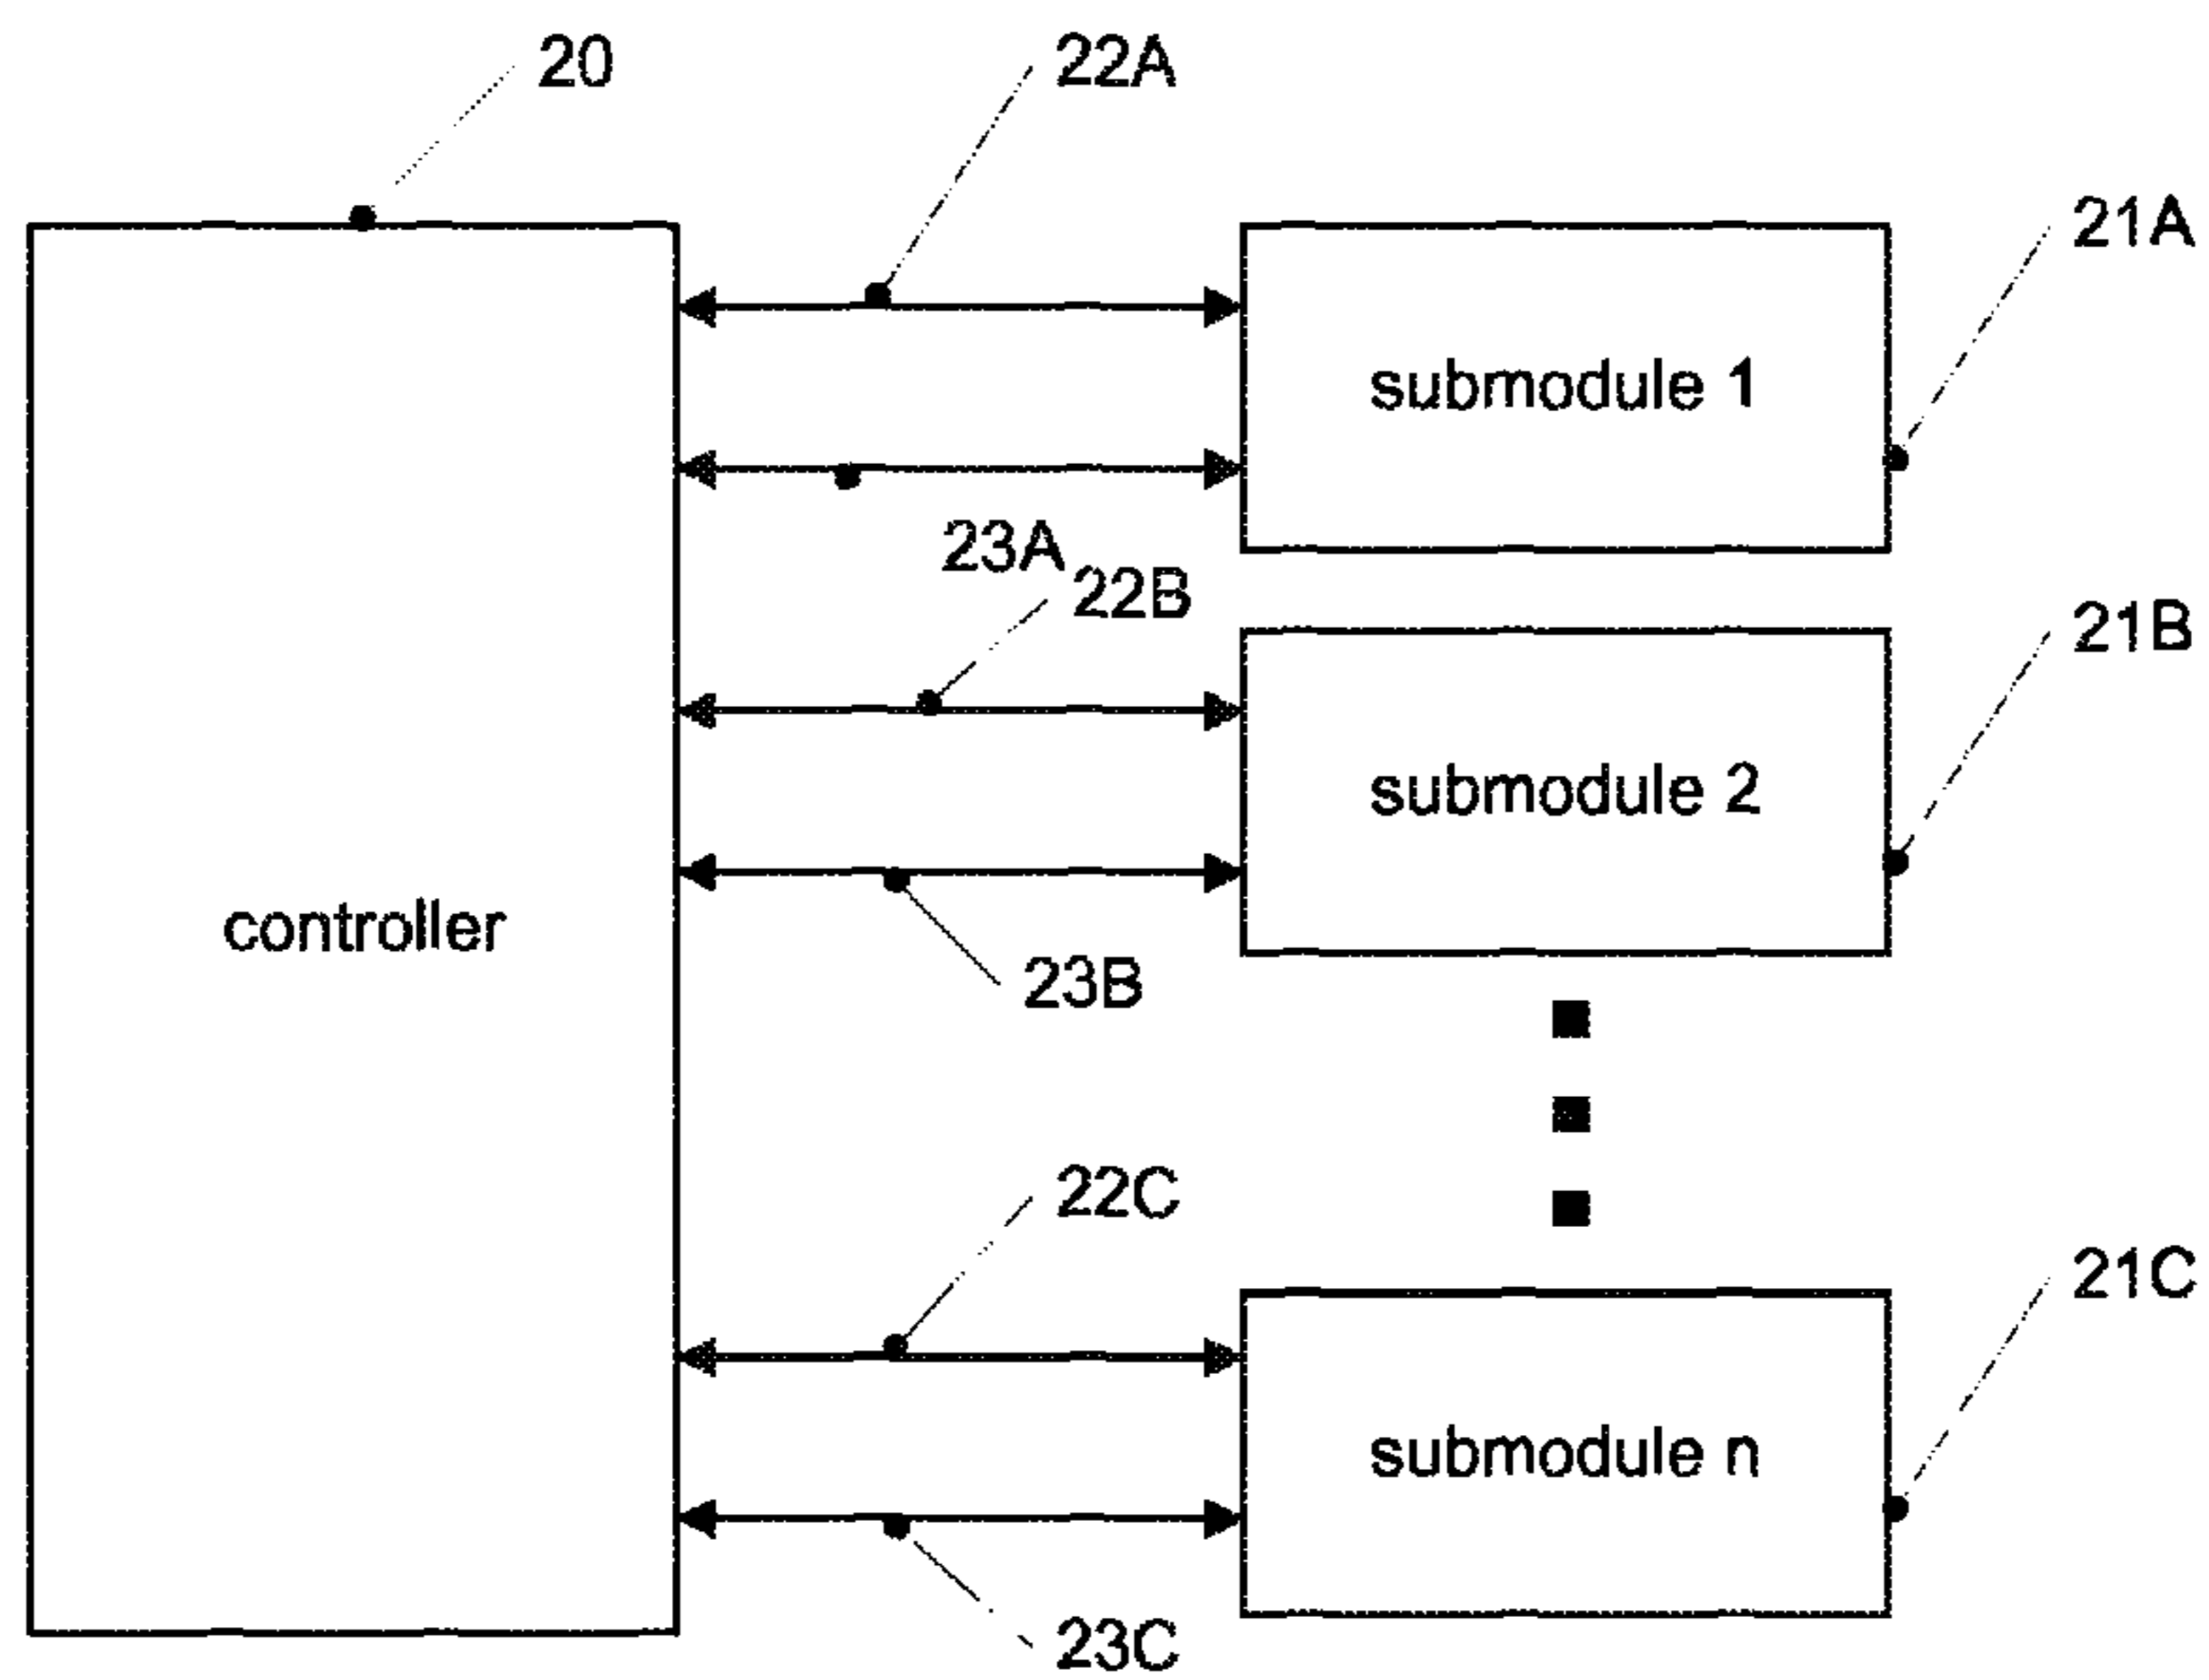 20
22A
21A
submodule 1
23A
22B
21B
submodule 2
controller
23B
22C
21C
submodule n
23C